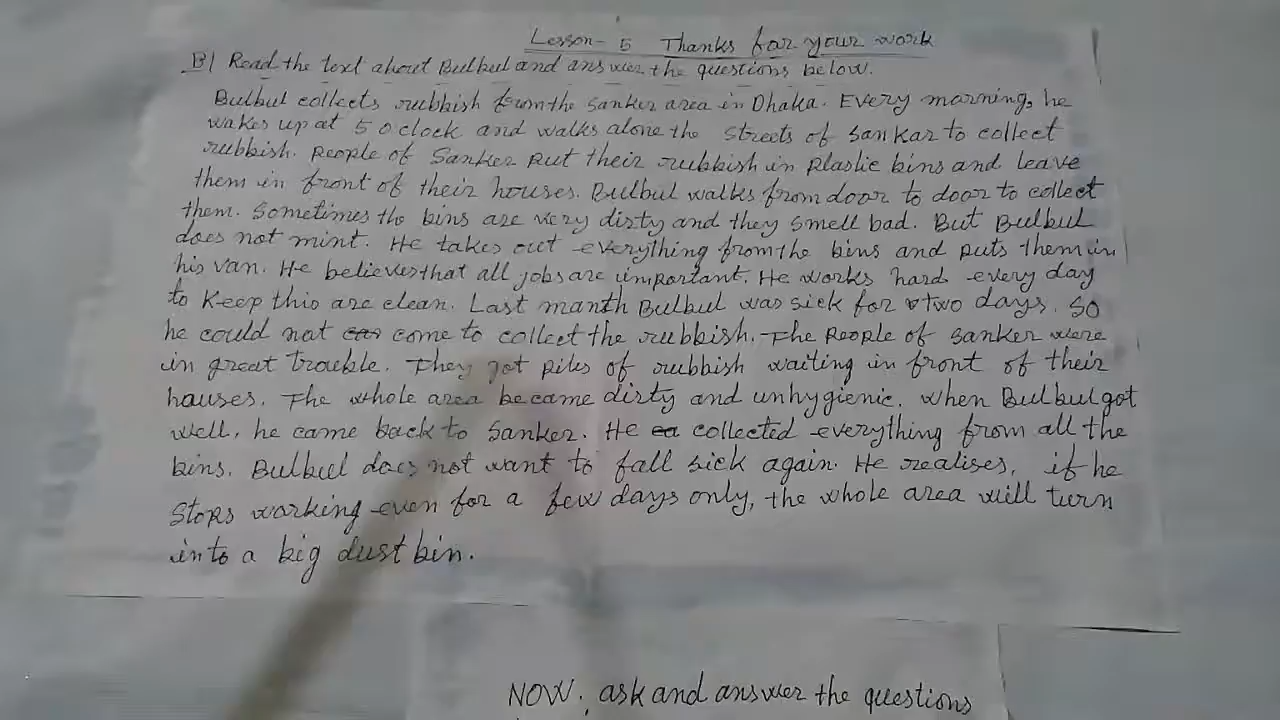 Lesson- 5 Thanks for your work
B) Read the text about Bulbul and answer the questions below.
Bulbul collects rubbish from the sanker area in Dhaka. Every morning, he
wakes up at 5 o clock and walks alone the streets of Sankar to collect
rubbish. People of Sanker put their rubbish in plastic bins and leave
them in front of their houses. Bulbul walks from door to door to collect
them. Sometimes the bins are very dirty and they smell bad. But Bulbul
does not mint. He takes out everything from the bins and puts them in
his van. He believes that all jobs are important. He works hard every day
to keep this are clean. Last manth Bulbul was sick for two days. So
he could not come to collect the rubbish. The People of Sanker were
in great trouble. They got piles of rubbish waiting in front of their
hauses. The whole area became dirty and unhygienic. When Bulbul got
well, he came back to Sanker. He collected everything from all the
bins. Bulbul does not want to fall sick again. He realises, if he
stops working even for a few days only, the whole area will turn
into a big dust bin.
NOW, ask and answer the questions